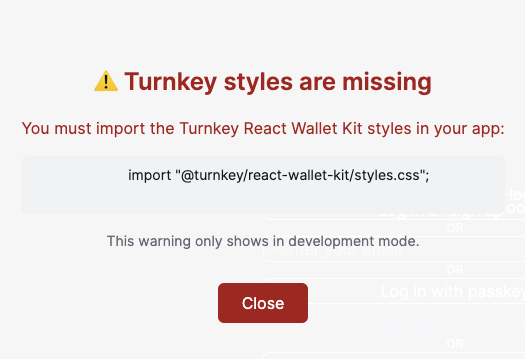 ⚠️ Turnkey styles are missing
You must import the Turnkey React Wallet Kit styles in your app:
import "@turnkey/react-wallet-kit/styles.css";
This warning only shows in development mode.
OR
OR
Close
Log in with passkey
OR